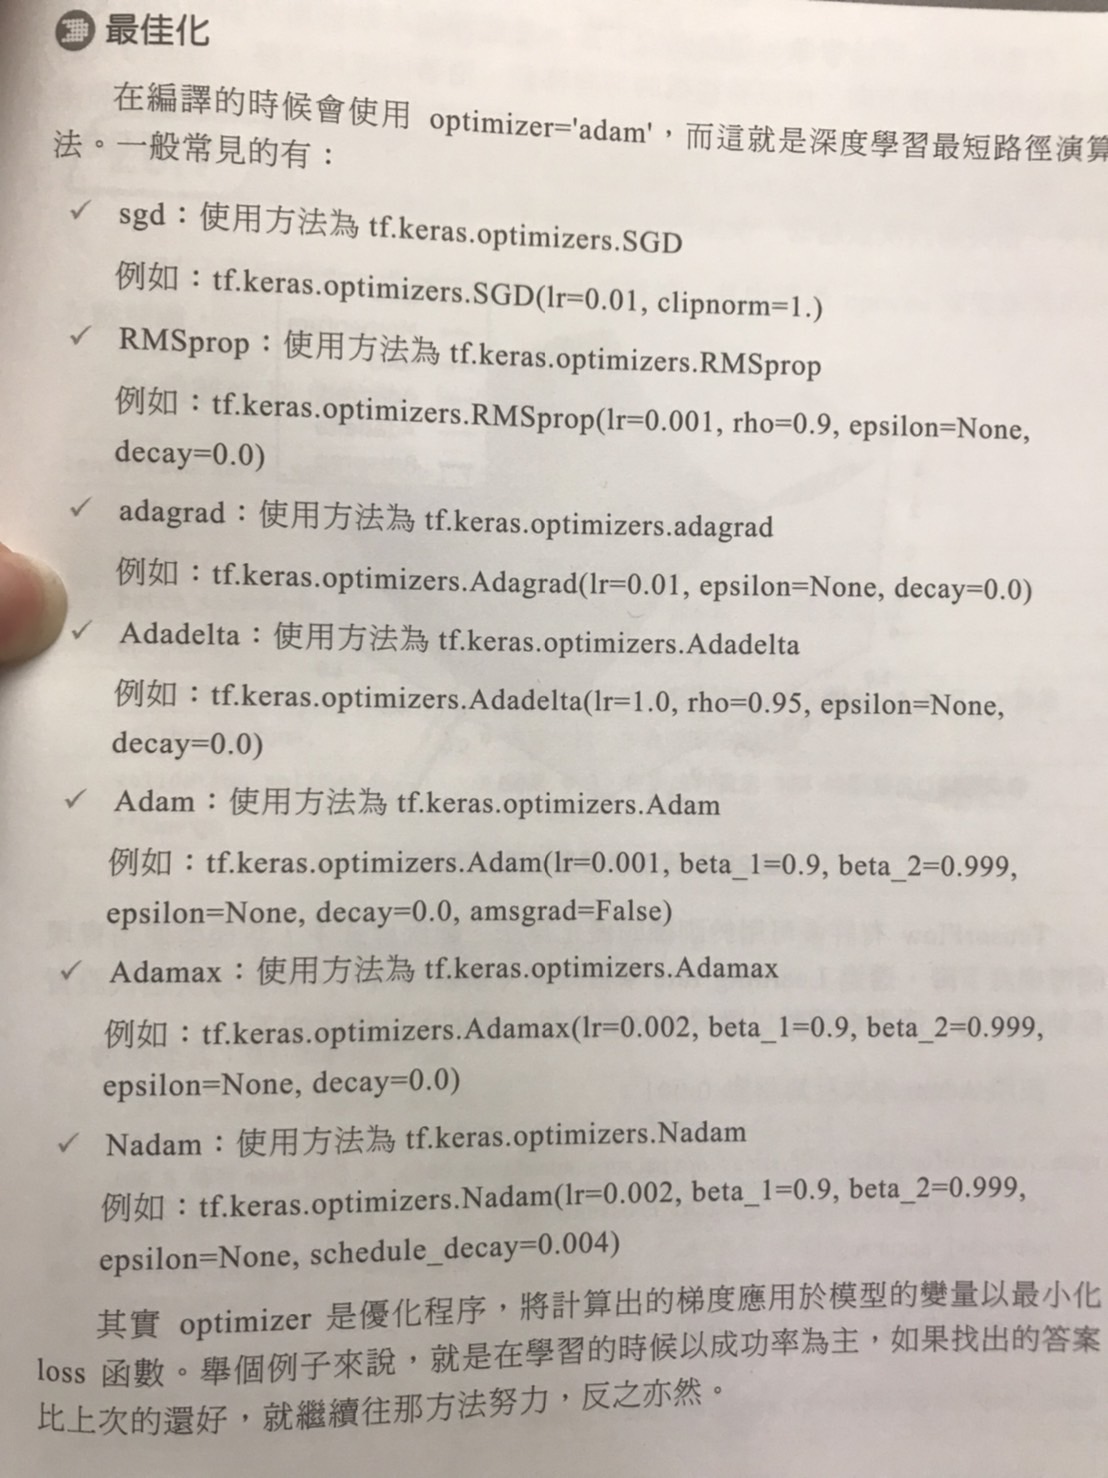 最佳化
在編譯的時候會使用 optimizer='adam'，而這就是深度學習最短路徑演算
法。一般常見的有：
✓ sgd：使用方法為 tf.keras.optimizers.SGD
例如：tf.keras.optimizers.SGD(lr=0.01, clipnorm=1.)
✓ RMSprop：使用方法為 tf.keras.optimizers.RMSprop
例如：tf.keras.optimizers.RMSprop(lr=0.001, rho=0.9, epsilon=None,
decay=0.0)
✓ adagrad：使用方法為 tf.keras.optimizers.adagrad
例如：tf.keras.optimizers.Adagrad(lr=0.01, epsilon=None, decay=0.0)
✓ Adadelta：使用方法為 tf.keras.optimizers.Adadelta
例如：tf.keras.optimizers.Adadelta(lr=1.0, rho=0.95, epsilon=None,
decay=0.0)
✓ Adam：使用方法為 tf.keras.optimizers.Adam
例如：tf.keras.optimizers.Adam(lr=0.001, beta_1=0.9, beta_2=0.999,
epsilon=None, decay=0.0, amsgrad=False)
✓ Adamax：使用方法為 tf.keras.optimizers.Adamax
例如：tf.keras.optimizers.Adamax(lr=0.002, beta_1=0.9, beta_2=0.999,
epsilon=None, decay=0.0)
✓ Nadam：使用方法為 tf.keras.optimizers.Nadam
例如：tf.keras.optimizers.Nadam(lr=0.002, beta_1=0.9, beta_2=0.999,
epsilon=None, schedule_decay=0.004)
其實 optimizer 是優化程序，將計算出的梯度應用於模型的變量以最小化
loss 函數。舉個例子來說，就是在學習的時候以成功率為主，如果找出的答案
比上次的還好，就繼續往那方法努力，反之亦然。